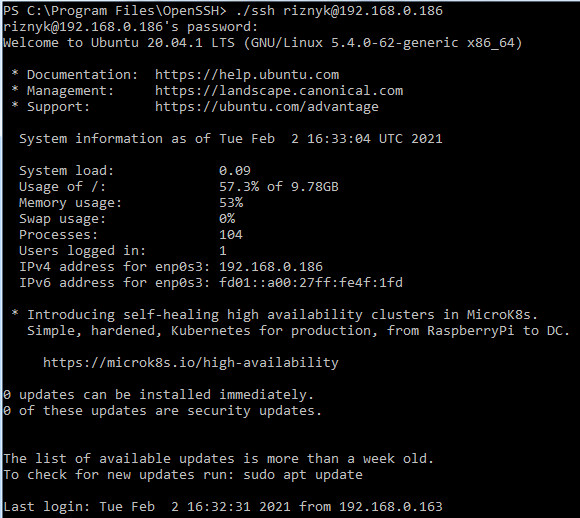 PS C:\Program Files\OpenSSH> ./ssh riznyk@192.168.0.186
riznyk@192.168.0.186's password:
Welcome to Ubuntu 20.04.1 LTS (GNU/Linux 5.4.0-62-generic x86_64)
* Documentation:  https://help.ubuntu.com
* Management:     https://landscape.canonical.com
* Support:        https://ubuntu.com/advantage
System information as of Tue Feb  2 16:33:04 UTC 2021
System load:             0.09
Usage of /:              57.3% of 9.78GB
Memory usage:            53%
Swap usage:              0%
Processes:               104
Users logged in:         1
IPv4 address for enp0s3: 192.168.0.186
IPv6 address for enp0s3: fd01::a00:27ff:fe4f:1fd
* Introducing self-healing high availability clusters in MicroK8s.
Simple, hardened, Kubernetes for production, from RaspberryPi to DC.
https://microk8s.io/high-availability
0 updates can be installed immediately.
0 of these updates are security updates.
The list of available updates is more than a week old.
To check for new updates run: sudo apt update
Last login: Tue Feb  2 16:32:31 2021 from 192.168.0.163